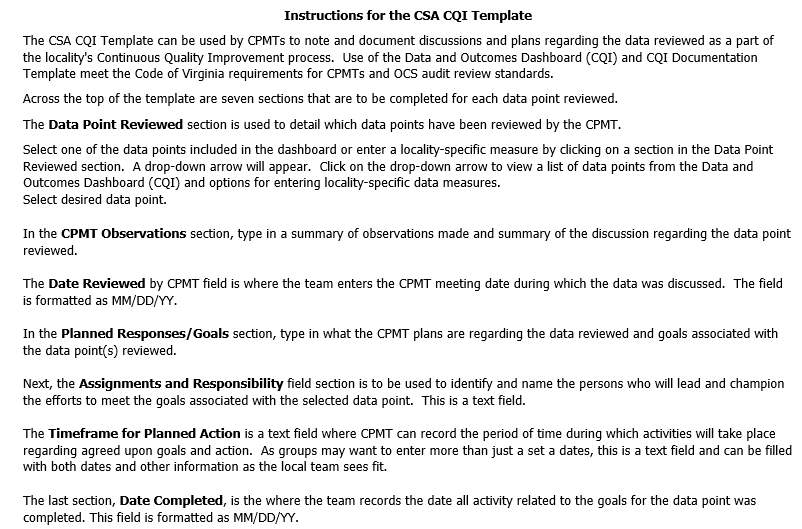 Instructions for the CSA CQI Template
The CSA CQI Template can be used by CPMTs to note and document discussions and plans regarding the data reviewed as a part of
the locality's Continuous Quality Improvement process.  Use of the Data and Outcomes Dashboard (CQI) and CQI Documentation
Template meet the Code of Virginia requirements for CPMTs and OCS audit review standards.
Across the top of the template are seven sections that are to be completed for each data point reviewed.
The Data Point Reviewed section is used to detail which data points have been reviewed by the CPMT.
Select one of the data points included in the dashboard or enter a locality-specific measure by clicking on a section in the Data Point
Reviewed section.  A drop-down arrow will appear.  Click on the drop-down arrow to view a list of data points from the Data and
Outcomes Dashboard (CQI) and options for entering locality-specific data measures.
Select desired data point.
In the CPMT Observations section, type in a summary of observations made and summary of the discussion regarding the data point
reviewed.
The Date Reviewed by CPMT field is where the team enters the CPMT meeting date during which the data was discussed.  The field
is formatted as MM/DD/YY.
In the Planned Responses/Goals section, type in what the CPMT plans are regarding the data reviewed and goals associated with
the data point(s) reviewed.
Next, the Assignments and Responsibility field section is to be used to identify and name the persons who will lead and champion
the efforts to meet the goals associated with the selected data point.  This is a text field.
The Timeframe for Planned Action is a text field where CPMT can record the period of time during which activities will take place
regarding agreed upon goals and action.  As groups may want to enter more than just a set a dates, this is a text field and can be filled
with both dates and other information as the local team sees fit.
The last section, Date Completed, is the where the team records the date all activity related to the goals for the data point was
completed. This field is formatted as MM/DD/YY.